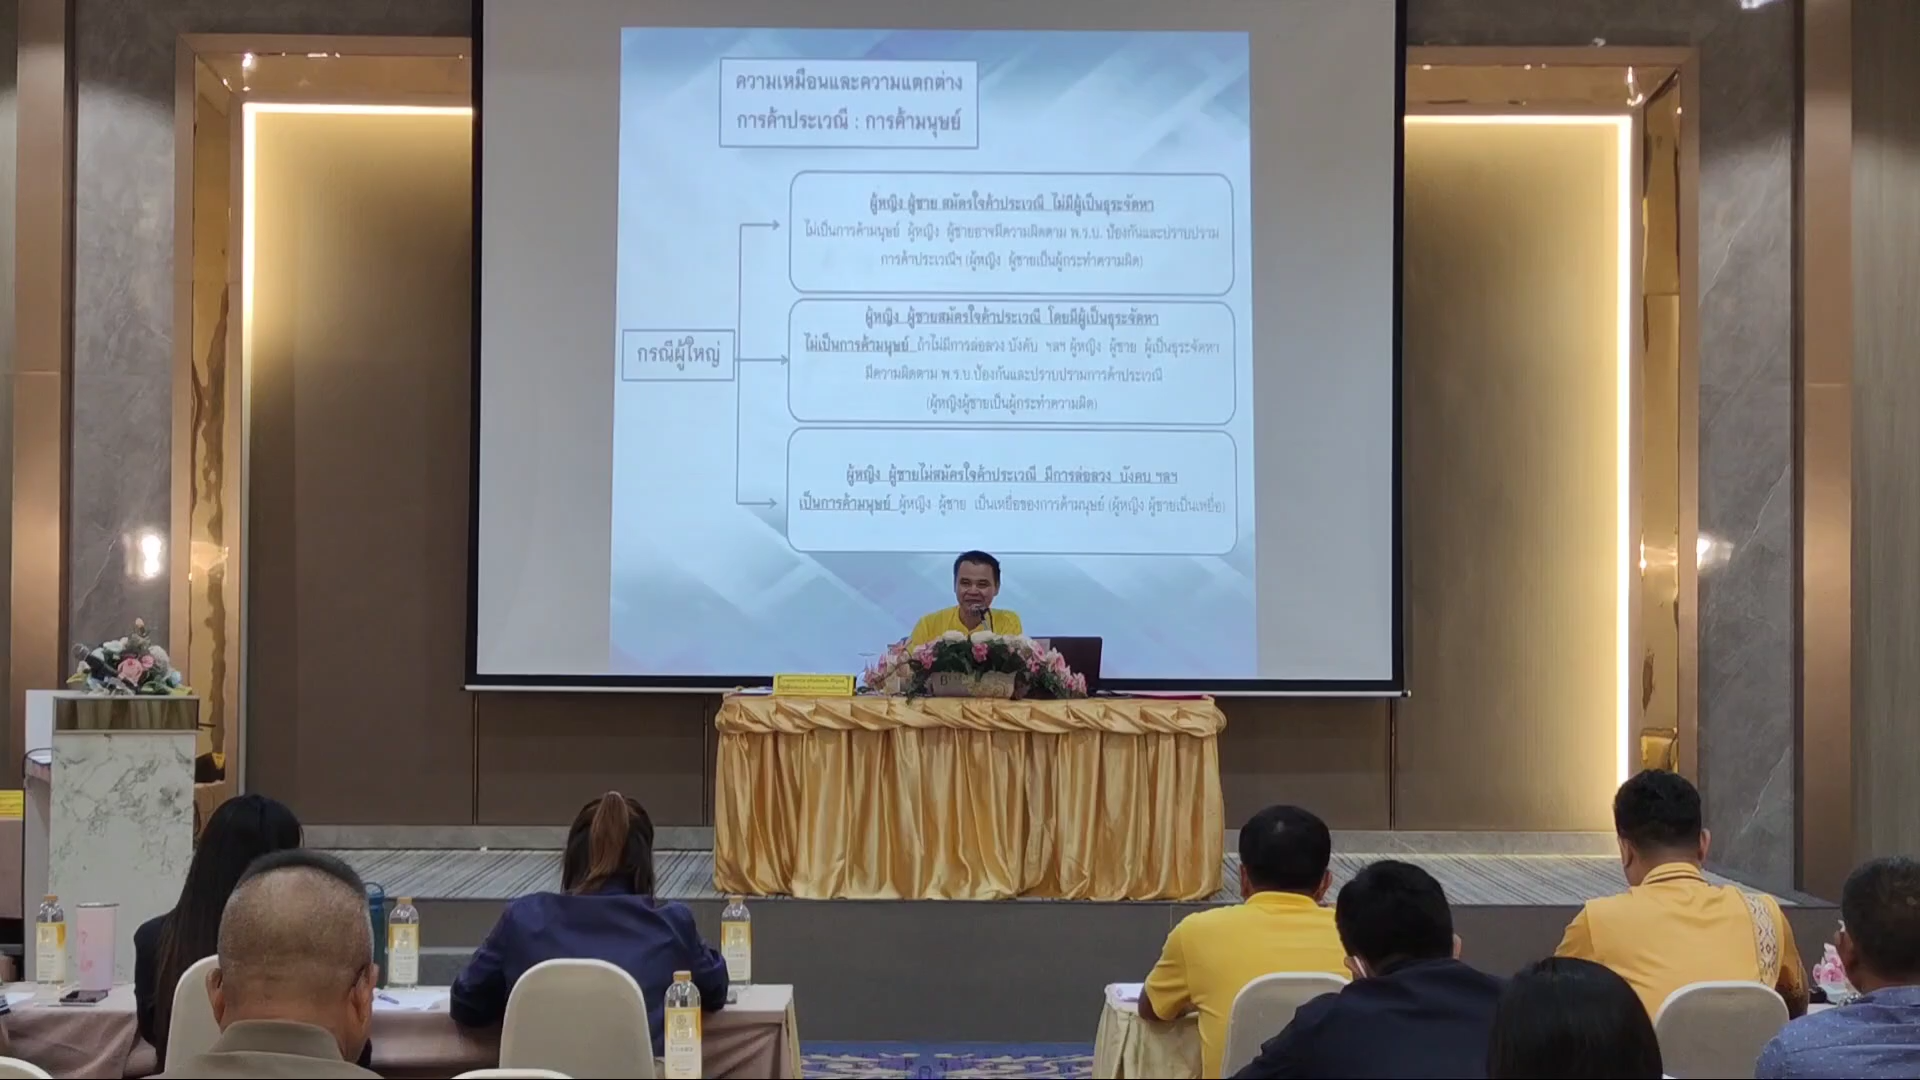 ความเหมือนและความแตกต่าง
การค้าประเวณี : การค้ามนุษย์
ผู้หญิง ผู้ชาย สมัครใจค้าประเวณี ไม่มีผู้เป็นธุระจัดหา
ไม่เป็นการค้ามนุษย์ ผู้หญิง ผู้ชายอาจมีความผิดตาม พ.ร.บ. ป้องกันและปราบปราม
การค้าประเวณีฯ (ผู้หญิง ผู้ชายเป็นผู้กระทำความผิด)
กรณีผู้ใหญ่
ผู้หญิง ผู้ชายสมัครใจค้าประเวณี โดยมีผู้เป็นธุระจัดหา
ไม่เป็นการค้ามนุษย์ ถ้าไม่มีการล่อลวง บังคับ ฯลฯ ผู้หญิง ผู้ชาย ผู้เป็นธุระจัดหา
มีความผิดตาม พ.ร.บ.ป้องกันและปราบปรามการค้าประเวณี
(ผู้หญิงผู้ชายเป็นผู้กระทำความผิด)
ผู้หญิง ผู้ชายไม่สมัครใจค้าประเวณี มีการล่อลวง บังคบ ฯลฯ
เป็นการค้ามนุษย์ ผู้หญิง ผู้ชาย เป็นเหยื่อของการค้ามนุษย์ (ผู้หญิง ผู้ชายเป็นเหยื่อ)